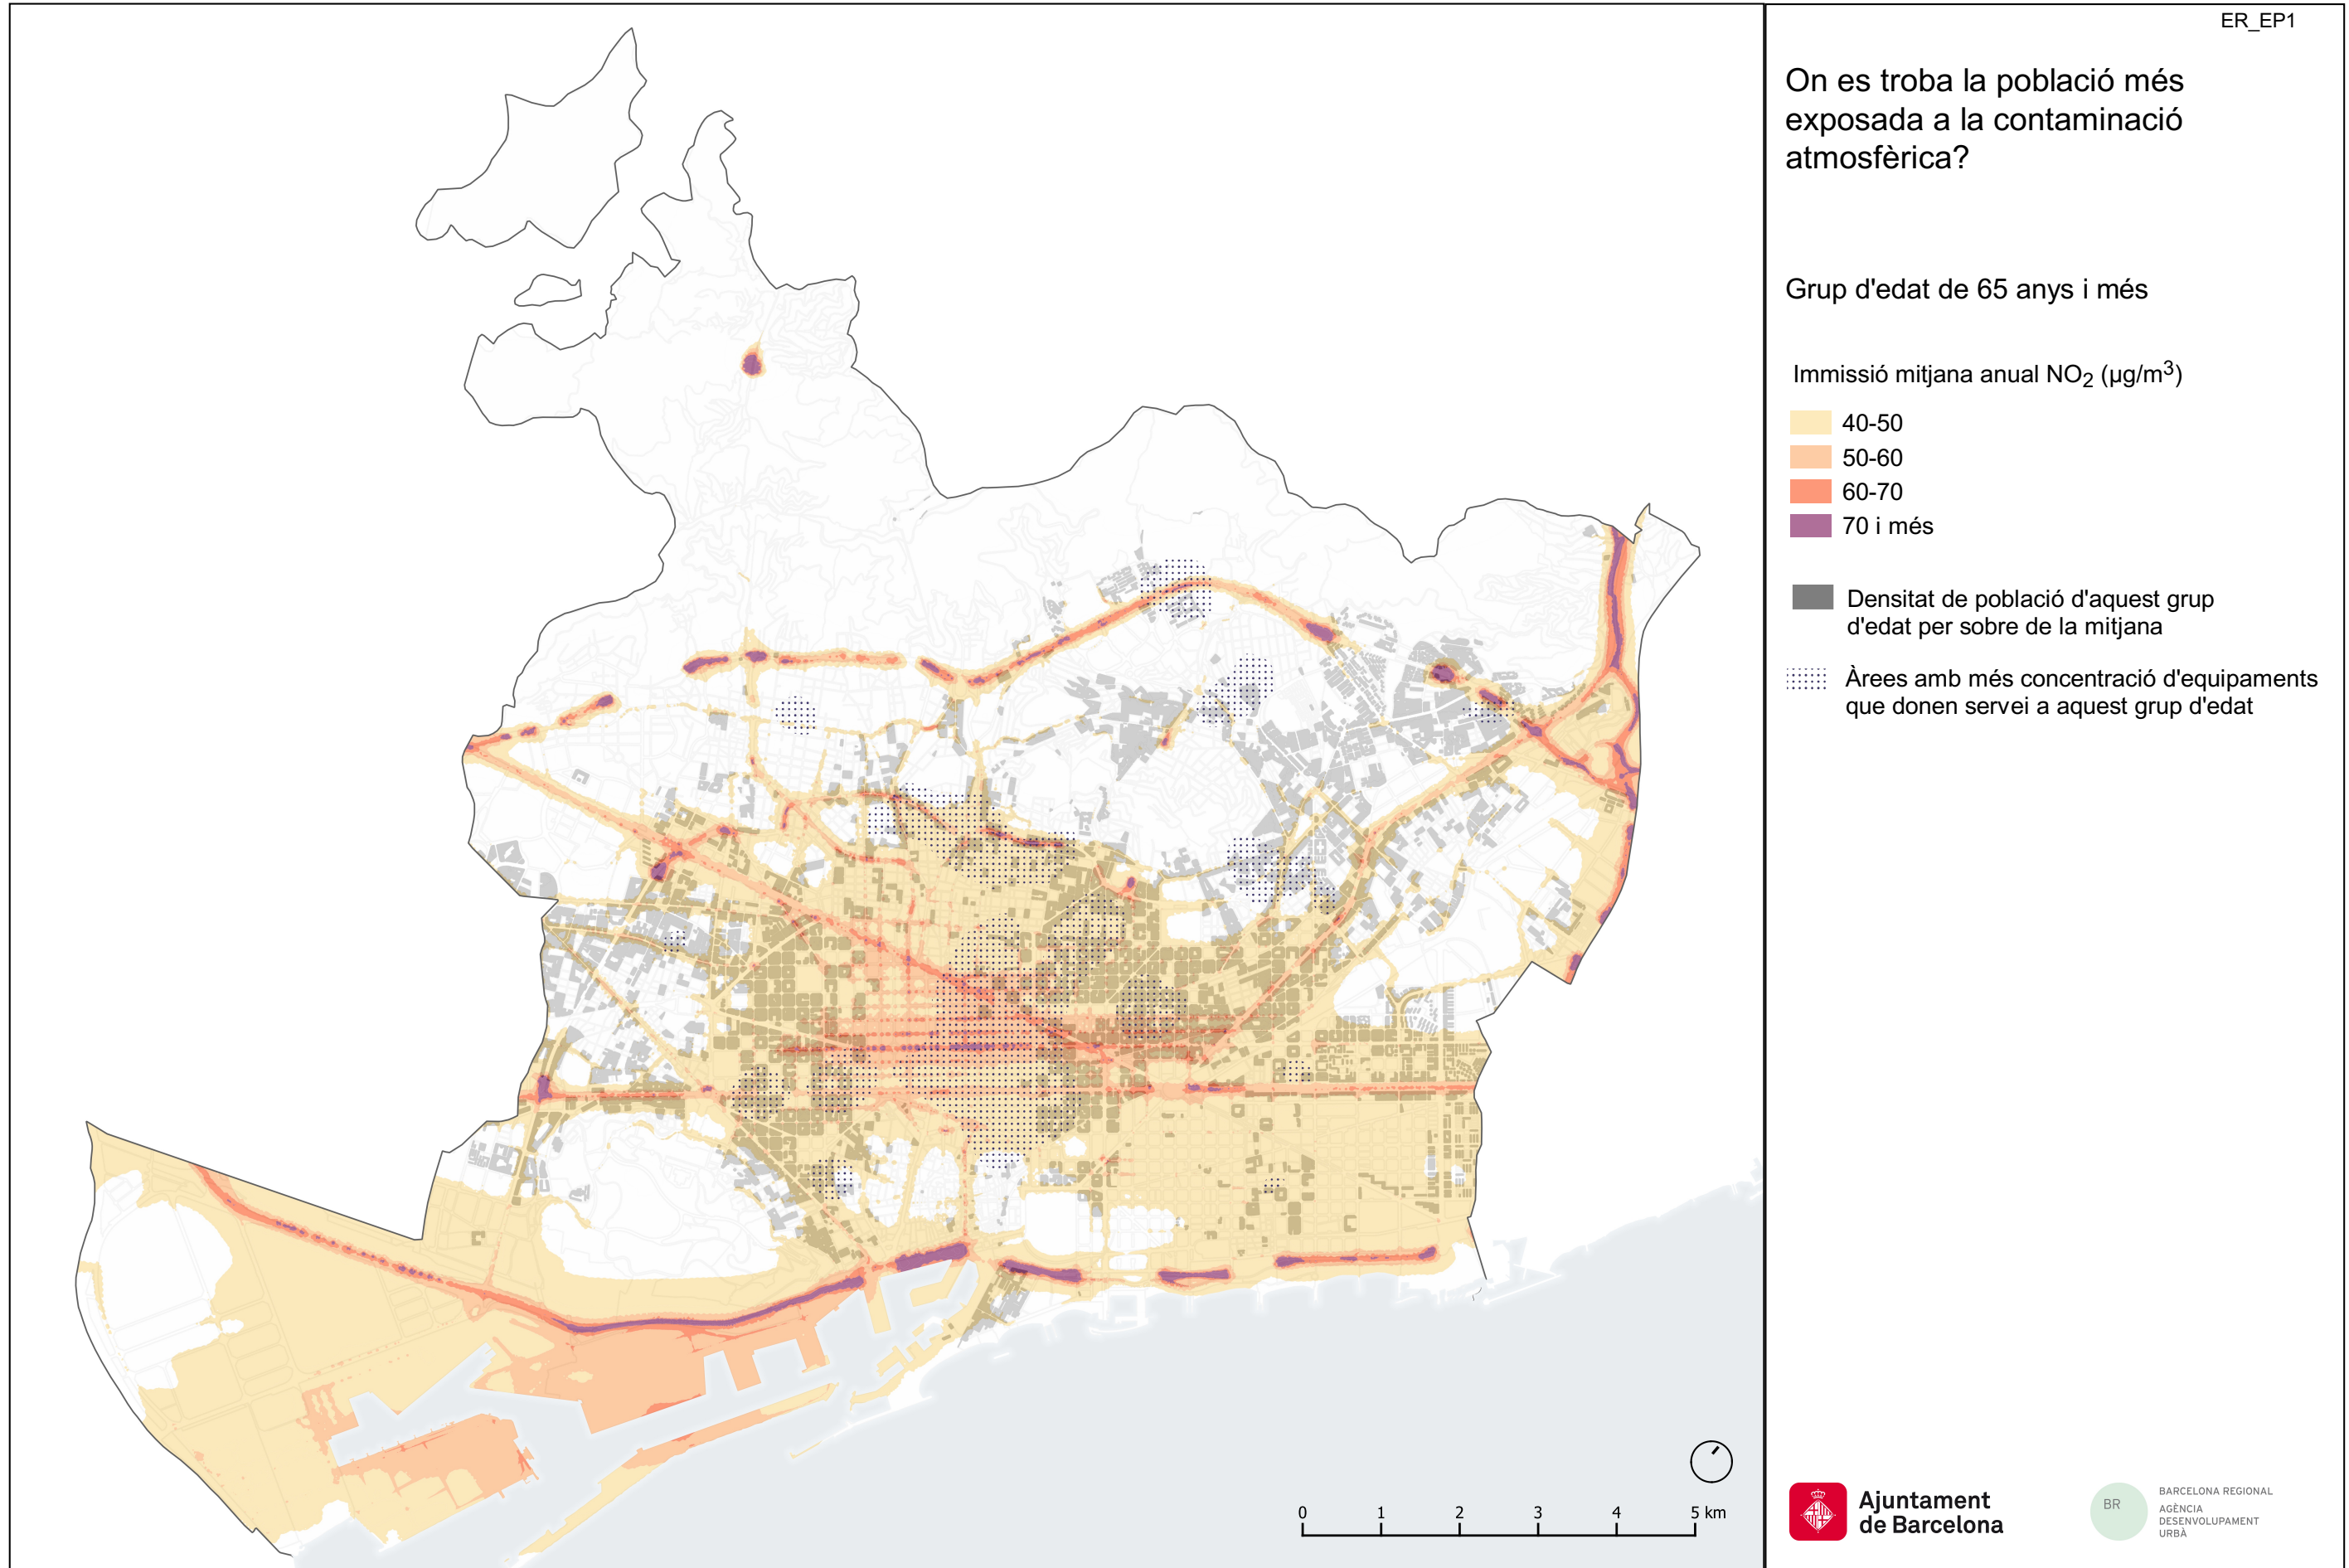 ER_EP1
On es troba la població més
exposada a la contaminació
atmosfèrica?
Grup d'edat de 65 anys i més
Immissió mitjana anual NO2 (µg/m3)
40-50
50-60
60-70
70 i més
Densitat de població d'aquest grup
d'edat per sobre de la mitjana
Àrees amb més concentració d'equipaments
que donen servei a aquest grup d'edat
0 1 2 3 4 5 km
Ajuntament
de Barcelona
BR
BARCELONA REGIONAL
AGÈNCIA
DESENVOLUPAMENT
URBÀ